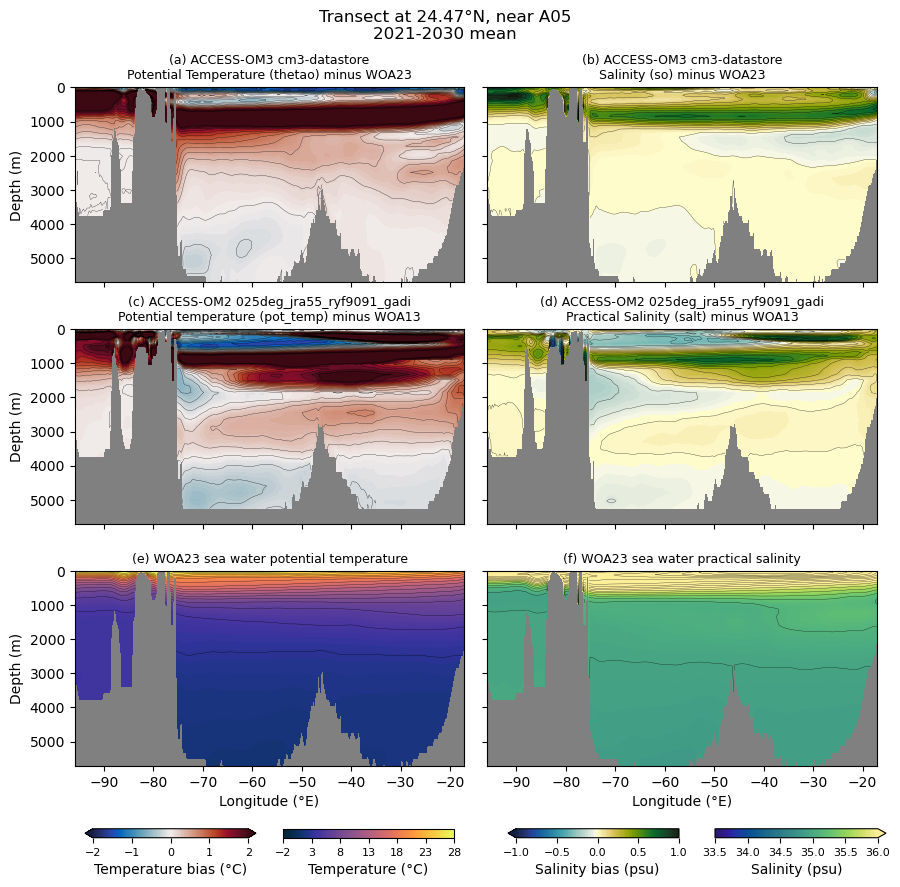 Transect at 24.47°N, near A05
2021-2030 mean
(a) ACCESS-OM3 cm3-datastore
Potential Temperature (thetao) minus WOA23
(b) ACCESS-OM3 cm3-datastore
Salinity (so) minus WOA23
0
1000
2000
3000
4000
5000
Depth (m)
(c) ACCESS-OM2 025deg_jra55_ryf9091_gadi
Potential temperature (pot_temp) minus WOA13
(d) ACCESS-OM2 025deg_jra55_ryf9091_gadi
Practical Salinity (salt) minus WOA13
0
1000
2000
3000
4000
5000
Depth (m)
(e) WOA23 sea water potential temperature
(f) WOA23 sea water practical salinity
0
1000
2000
3000
4000
5000
Depth (m)
−90 −80 −70 −60 −50 −40 −30 −20
Longitude (°E)
−90 −80 −70 −60 −50 −40 −30 −20
Longitude (°E)
−2 −1 0 1 2
Temperature bias (°C)
−2 3 8 13 18 23 28
Temperature (°C)
−1.0 −0.5 0.0 0.5 1.0
Salinity bias (psu)
33.5 34.0 34.5 35.0 35.5 36.0
Salinity (psu)